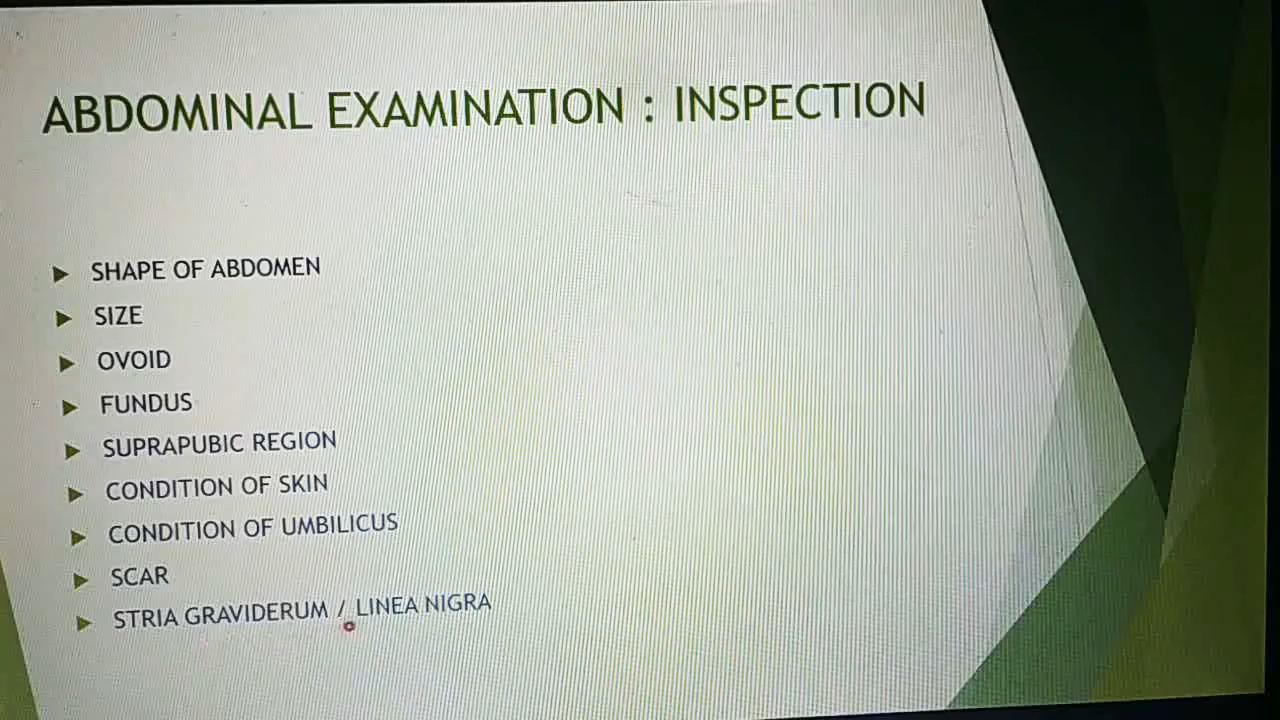 ABDOMINAL EXAMINATION : INSPECTION
SHAPE OF ABDOMEN
SIZE
OVOID
FUNDUS
SUPRAPUBIC REGION
CONDITION OF SKIN
CONDITION OF UMBILICUS
SCAR
STRIA GRAVIDERUM / LINEA NIGRA